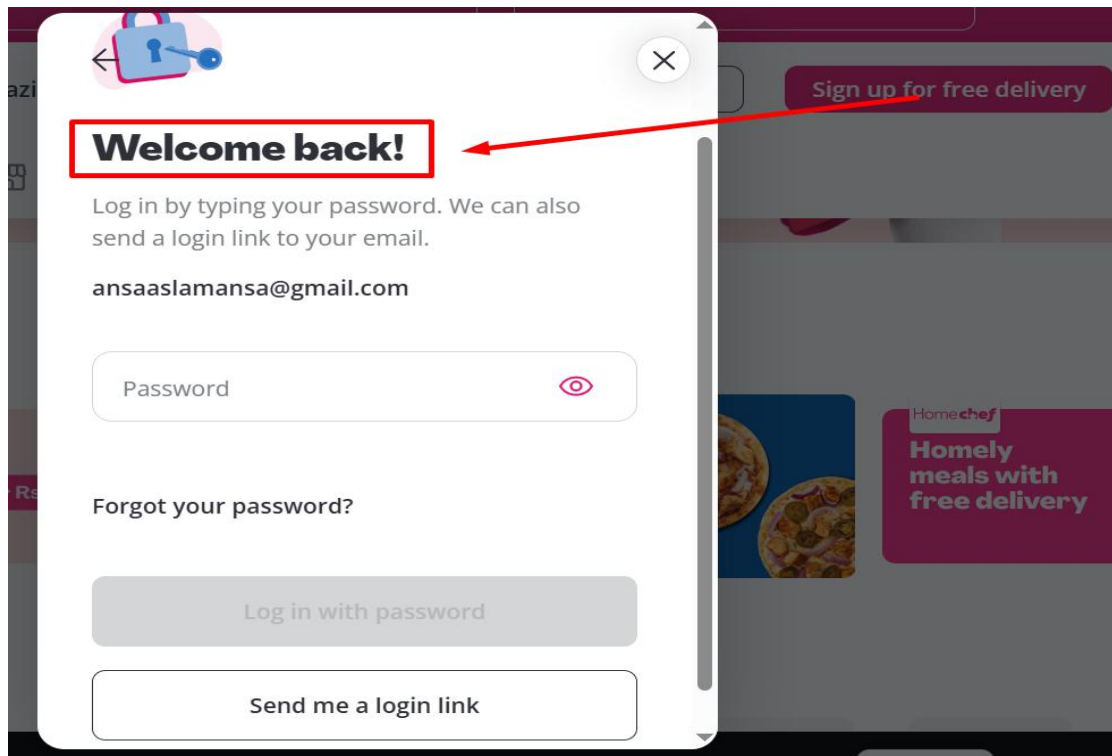 azi
Sign up for free delivery
Welcome back!
Log in by typing your password. We can also
send a login link to your email.
ansaaslamansa@gmail.com
Password
Homechef
Homely
meals with
free delivery
Rs
Forgot your password?
Log in with password
Send me a login link